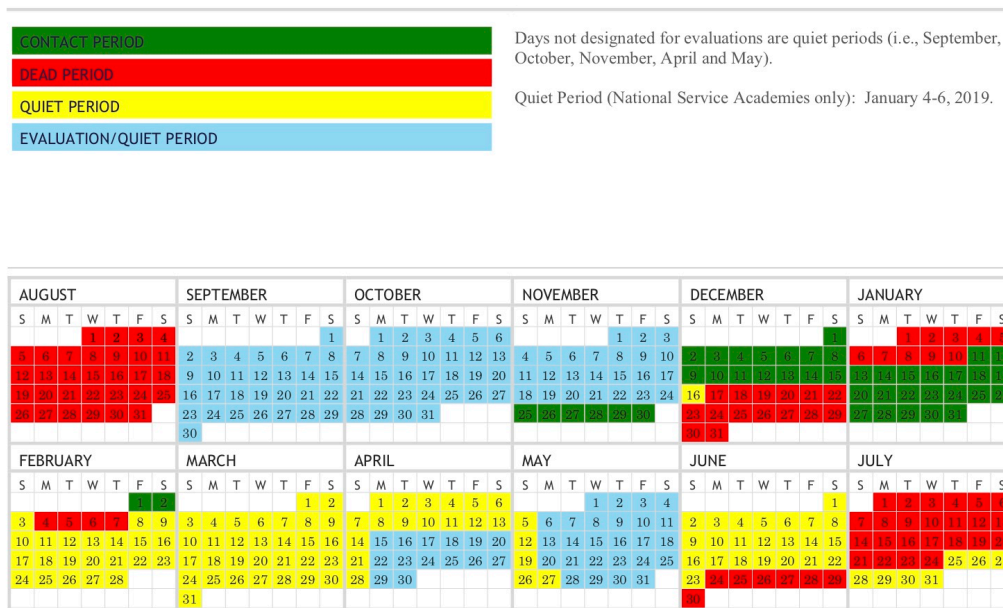 CONTACT PERIOD
DEAD PERIOD
QUIET PERIOD
EVALUATION/QUIET PERIOD
Days not designated for evaluations are quiet periods (i.e., September,
October, November, April and May).
Quiet Period (National Service Academies only): January 4-6, 2019.
AUGUST
S M T W T F S
1 2 3 4
5 6 7 8 9 10 11
12 13 14 15 16 17 18
19 20 21 22 23 24 25
26 27 28 29 30 31
SEPTEMBER
S M T W T F S
1
2 3 4 5 6 7 8
9 10 11 12 13 14 15
16 17 18 19 20 21 22
23 24 25 26 27 28 29
30
OCTOBER
S M T W T F S
1 2 3 4 5 6
7 8 9 10 11 12 13
14 15 16 17 18 19 20
21 22 23 24 25 26 27
28 29 30 31
NOVEMBER
S M T W T F S
1 2 3
4 5 6 7 8 9 10
11 12 13 14 15 16 17
18 19 20 21 22 23 24
25 26 27 28 29 30
DECEMBER
S M T W T F S
1
2 3 4 5 6 7 8
9 10 11 12 13 14 15
16 17 18 19 20 21 22
23 24 25 26 27 28 29
30 31
JANUARY
S M T W T F
1 2 3 4
6 7 8 9 10 11
13 14 15 16 17 18
20 21 22 23 24 25
27 28 29 30 31
FEBRUARY
S M T W T F S
1 2
3 4 5 6 7 8 9
10 11 12 13 14 15 16
17 18 19 20 21 22 23
24 25 26 27 28
MARCH
S M T W T F S
1 2
3 4 5 6 7 8 9
10 11 12 13 14 15 16
17 18 19 20 21 22 23
24 25 26 27 28 29 30
31
APRIL
S M T W T F S
1 2 3 4 5 6
7 8 9 10 11 12 13
14 15 16 17 18 19 20
21 22 23 24 25 26 27
28 29 30
MAY
S M T W T F S
1 2 3 4
5 6 7 8 9 10 11
12 13 14 15 16 17 18
19 20 21 22 23 24 25
26 27 28 29 30 31
JUNE
S M T W T F S
1
2 3 4 5 6 7 8
9 10 11 12 13 14 15
16 17 18 19 20 21 22
23 24 25 26 27 28 29
30
JULY
S M T W T F
1 2 3 4 5
7 8 9 10 11 12
14 15 16 17 18 19
21 22 23 24 25 26
28 29 30 31